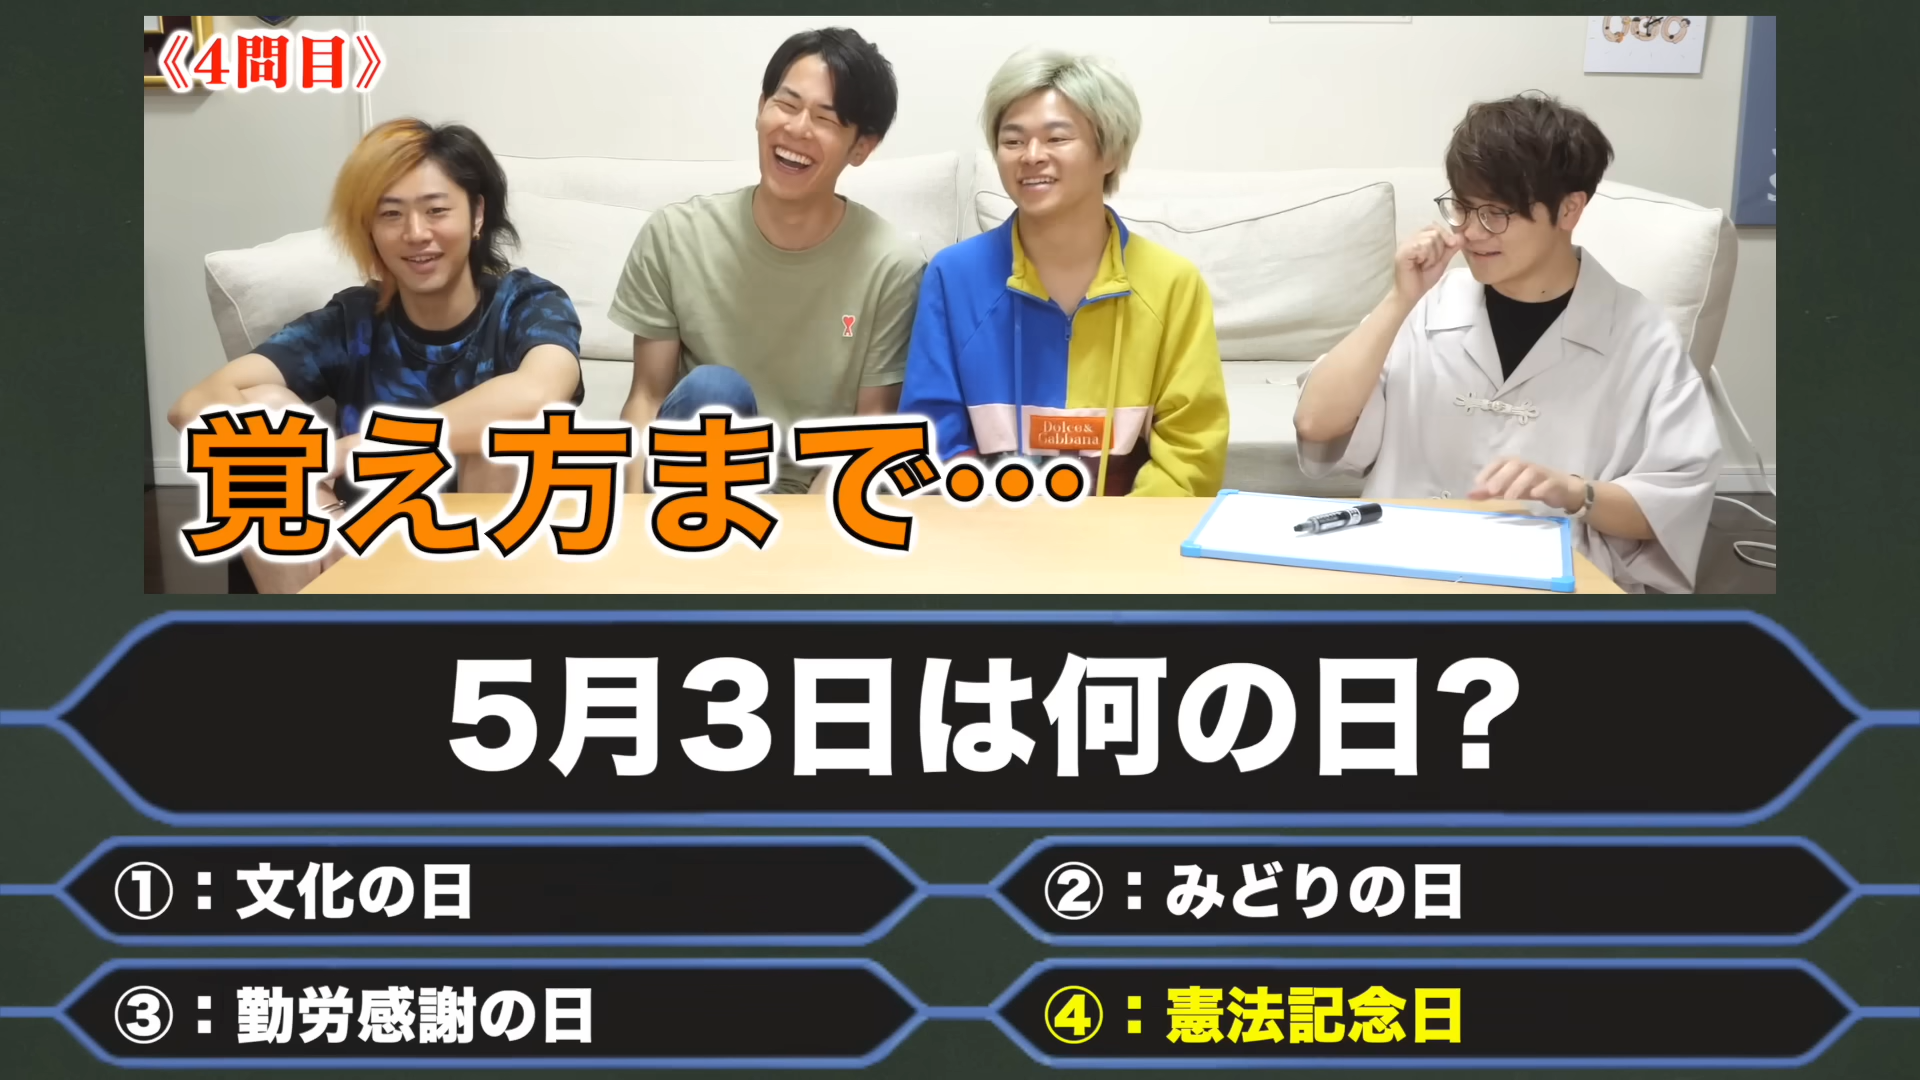 《4問目》
Dolce&
Gabbana
覚え方まで…
5月3日は何の日?
①:文化の日
②:みどりの日
③:勤労感謝の日
④:憲法記念日